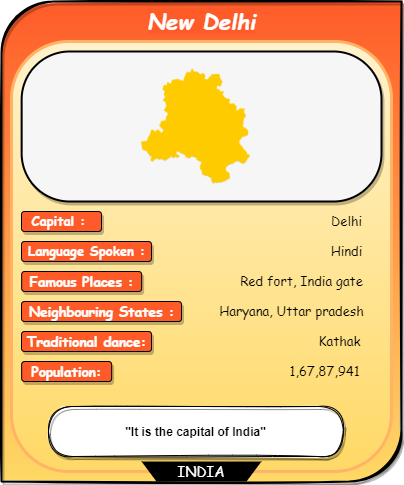 New Delhi
Capital : Delhi
Language Spoken : Hindi
Famous Places : Red fort, India gate
Neighbouring States : Haryana, Uttar pradesh
Traditional dance: Kathak
Population: 1,67,87,941
"It is the capital of India"
INDIA